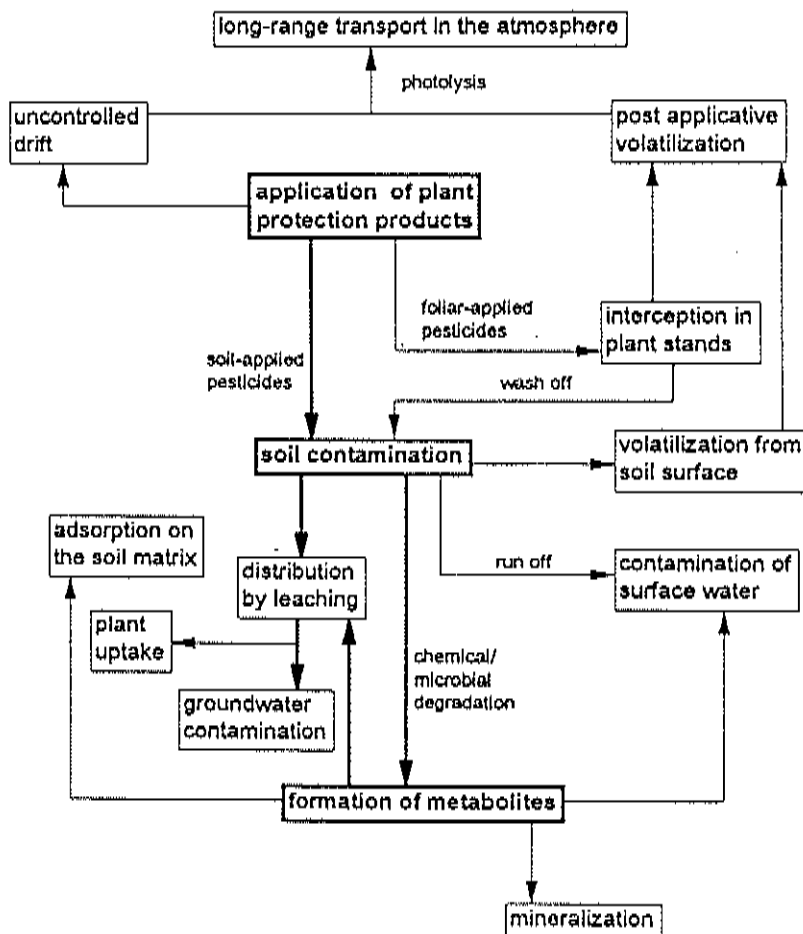 long-range transport in the atmosphere
photolysis
uncontrolled
drift
post applicative
volatilization
application of plant
protection products
foliar-applied
pesticides
interception in
plant stands
soil-applied
pesticides
wash off
soil contamination
volatilization from
soil surface
adsorption on
the soil matrix
distribution
by leaching
run off
contamination of
surface water
plant
uptake
chemical/
microbial
degradation
groundwater
contamination
formation of metabolites
mineralization